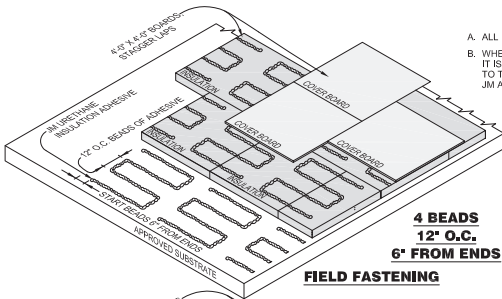 4'-0" X 4'-0" BOARDS-
STAGGER LAPS
A. ALL
B. WHE
IT IS
TO T
JM A
JM URETHANE
INSULATION ADHESIVE
12" O.C. BEADS OF ADHESIVE
INSULATION
COVER BOARD
INSULATION
COVER BOARD
COVER BOARD
INSULATION
START BEADS 6" FROM ENDS
APPROVED SUBSTRATE
4 BEADS
12" O.C.
6" FROM ENDS
FIELD FASTENING